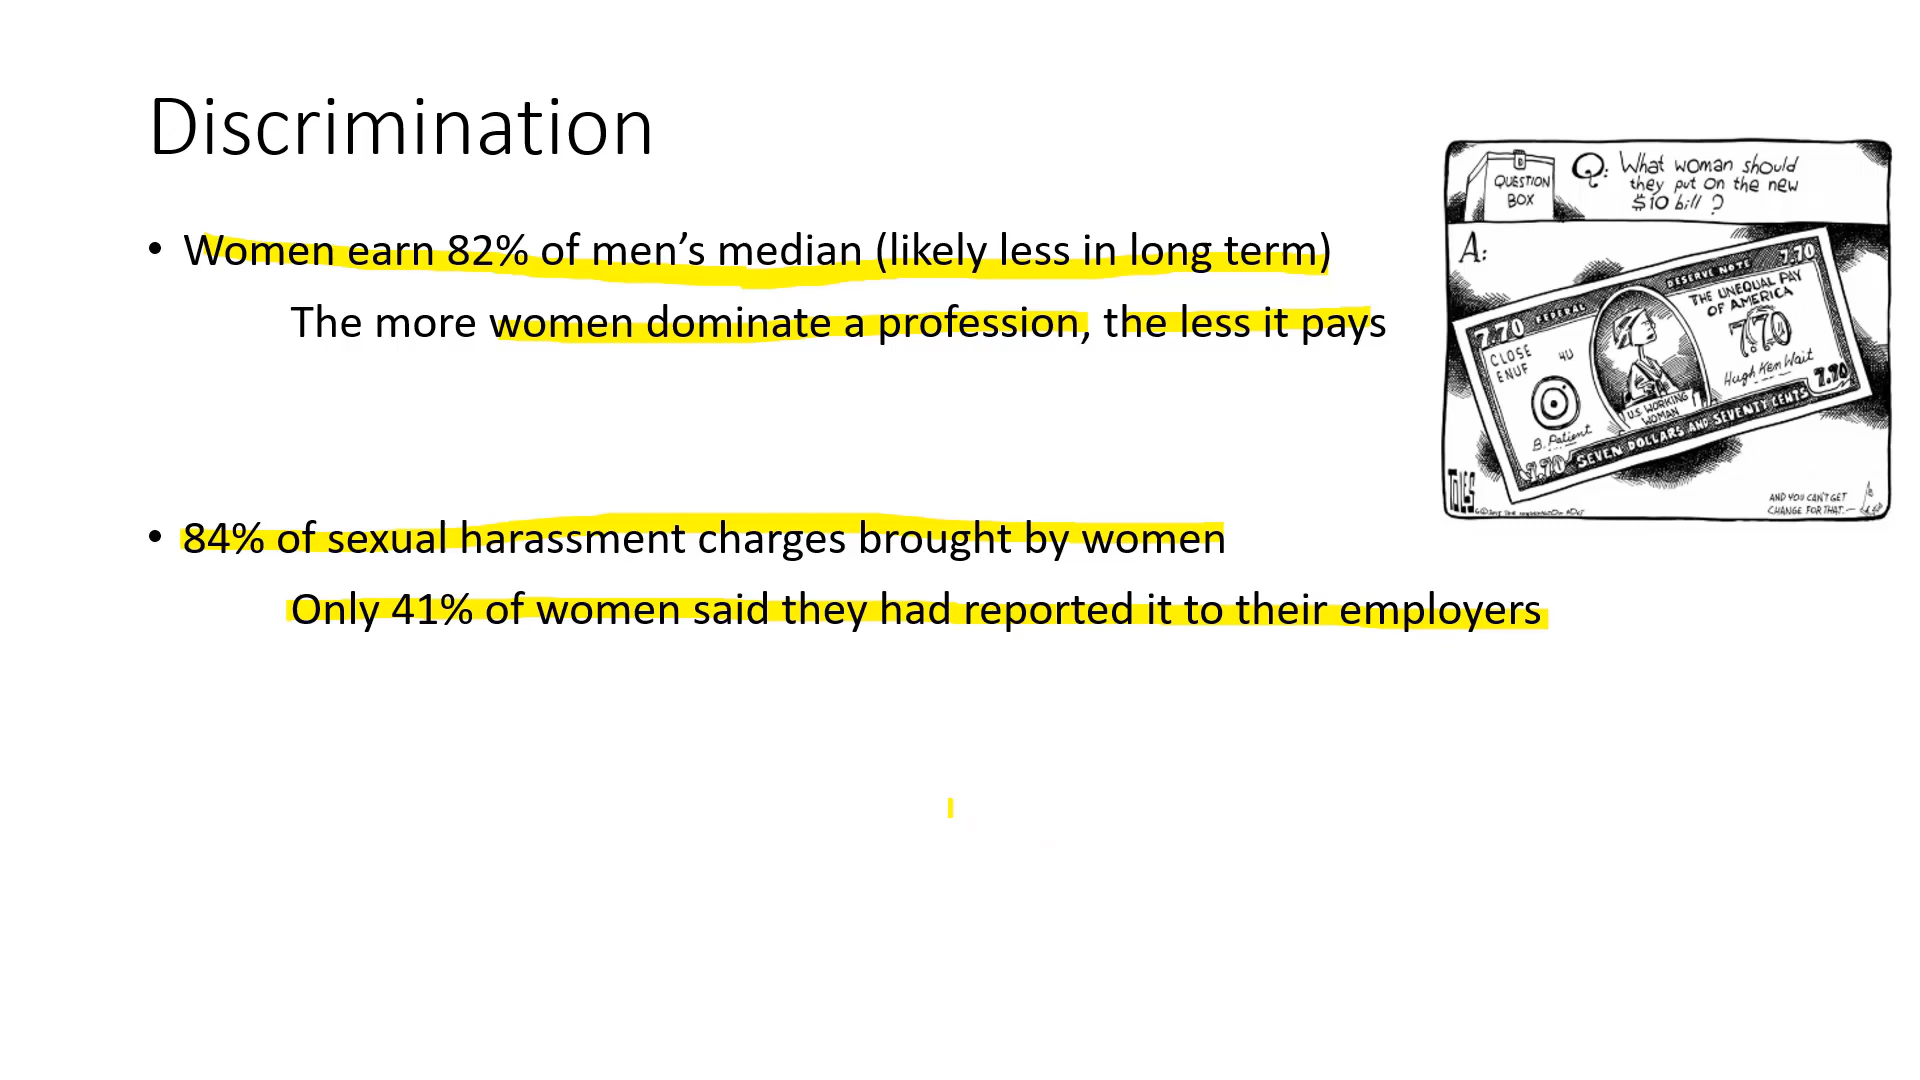 Discrimination
• Women earn 82% of men’s median (likely less in long term)
The more women dominate a profession, the less it pays
• 84% of sexual harassment charges brought by women
Only 41% of women said they had reported it to their employers
QUESTION
BOX
Q: What woman should
they put on the new
$10 bill?
A:
7.70 FEDERAL DESERVE NOTE 7.70
THE UNEQUAL PAY
OF AMERICA
7.70
CLOSE
ENUF
4U
Hugh Ken Wait
7.70
U.S. WORKING
WOMAN
B. Patient
7.70 SEVEN DOLLARS AND SEVENTY CENTS
TOLES
AND YOU CAN'T GET
CHANGE FOR THAT.—